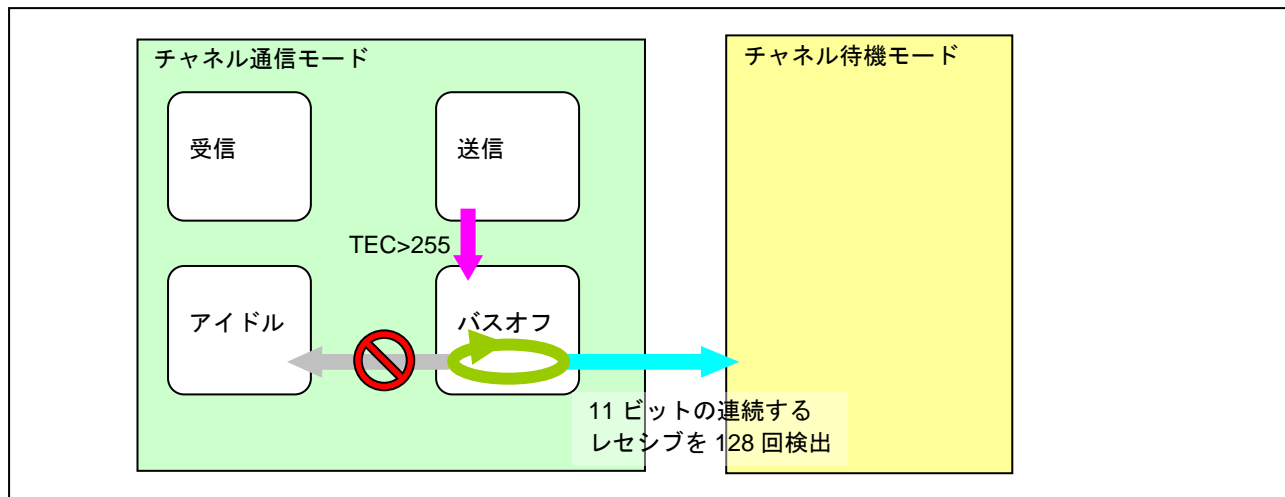 チャネル通信モード
チャネル待機モード
受信
送信
TEC>255
アイドル
バスオフ
11 ビットの連続する
レセシブを 128 回検出